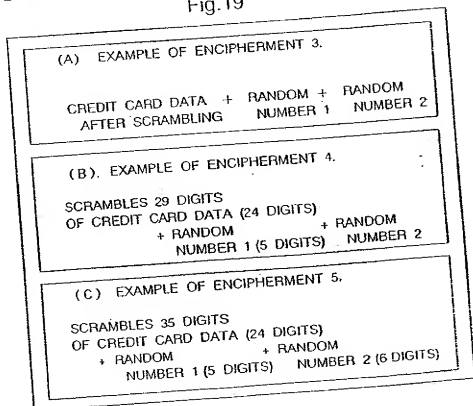 Fig.19
(A) EXAMPLE OF ENCIPHERMENT 3.
CREDIT CARD DATA + RANDOM + RANDOM
AFTER SCRAMBLING NUMBER 1 NUMBER 2
(B). EXAMPLE OF ENCIPHERMENT 4.
SCRAMBLES 29 DIGITS
OF CREDIT CARD DATA (24 DIGITS)
+ RANDOM + RANDOM
NUMBER 1 (5 DIGITS) NUMBER 2
(C) EXAMPLE OF ENCIPHERMENT 5.
SCRAMBLES 35 DIGITS
OF CREDIT CARD DATA (24 DIGITS)
+ RANDOM + RANDOM
NUMBER 1 (5 DIGITS) NUMBER 2 (6 DIGITS)